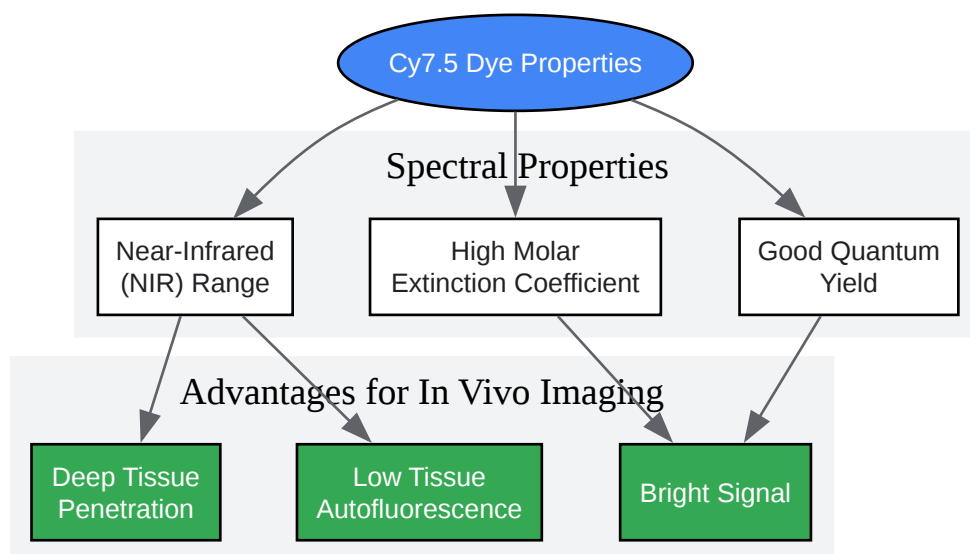 Cy7.5 Dye Properties
Spectral Properties
Near-Infrared
(NIR) Range
High Molar
Extinction Coefficient
Good Quantum
Yield
Advantages for In Vivo Imaging
Deep Tissue
Penetration
Low Tissue
Autofluorescence
Bright Signal